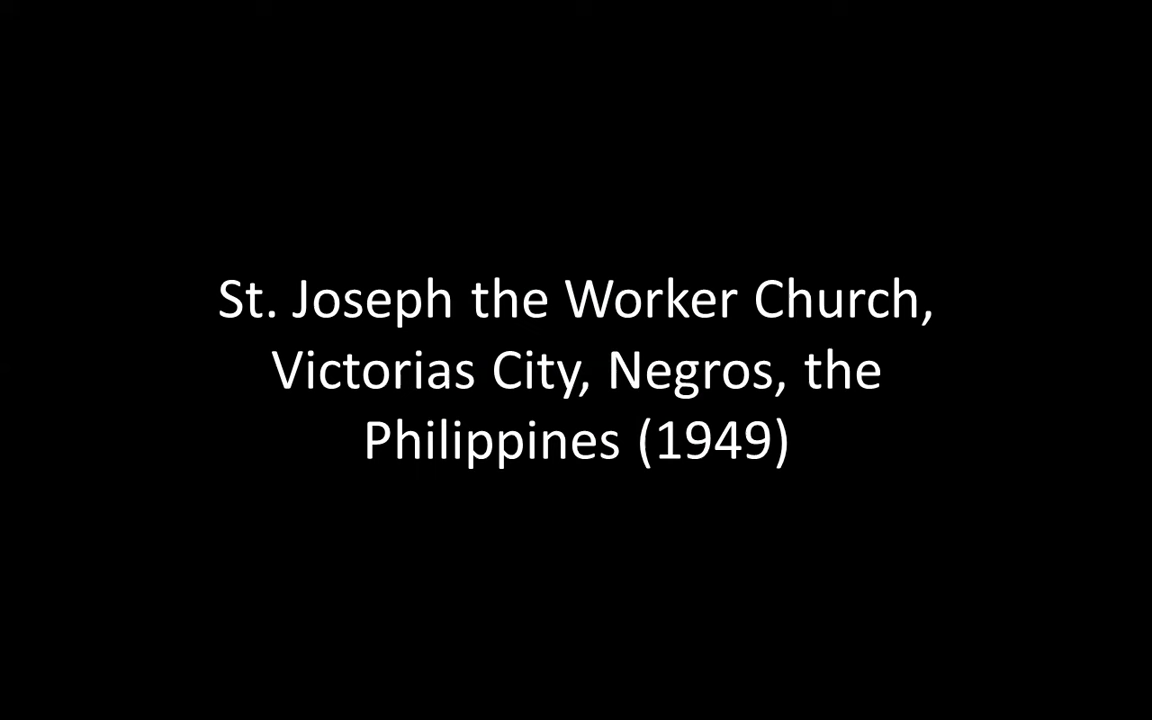 St. Joseph the Worker Church,
Victorias City, Negros, the
Philippines (1949)